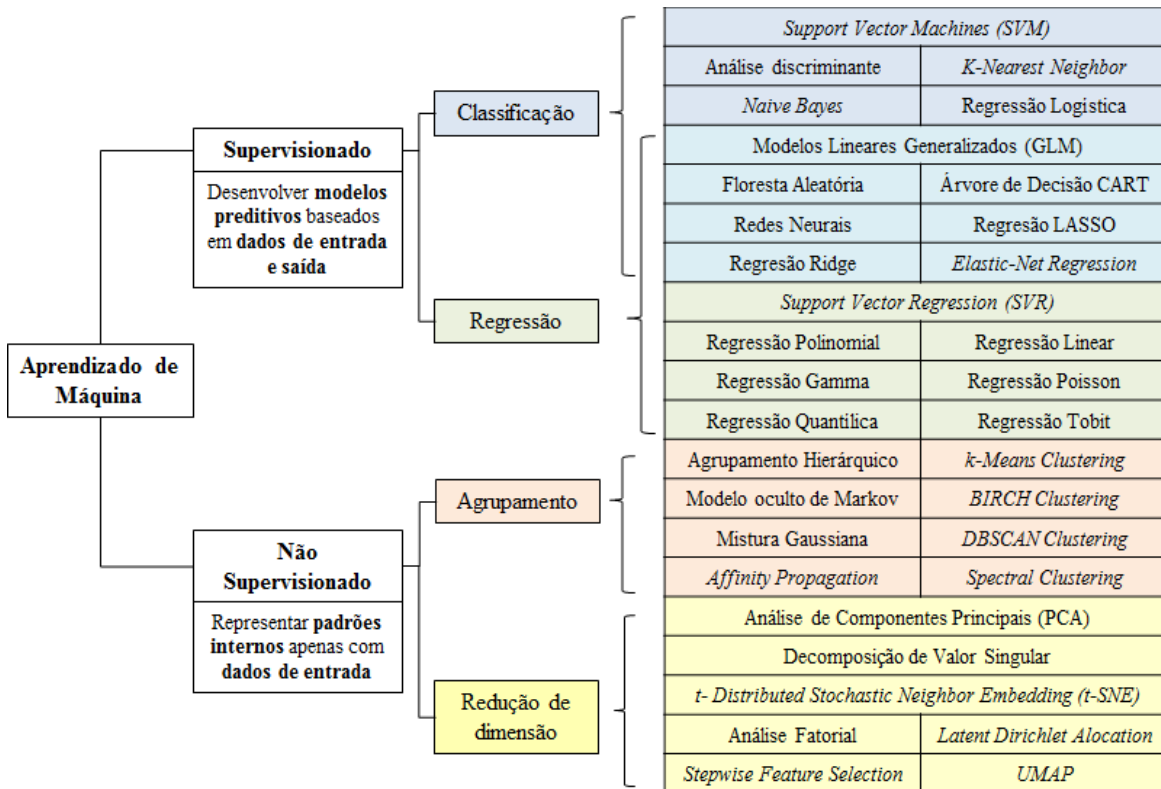 Aprendizado de
Máquina
Supervisionado
Desenvolver modelos
preditivos baseados
em dados de entrada
e saída
Classificação
Support Vector Machines (SVM)
Análise discriminante
K-Nearest Neighbor
Naive Bayes
Regressão Logistica
Modelos Lineares Generalizados (GLM)
Floresta Aleatória
Árvore de Decisão CART
Redes Neurais
Regresão LASSO
Regresão Ridge
Elastic-Net Regression
Regressão
Support Vector Regression (SVR)
Regressão Polinomial
Regressão Linear
Regressão Gamma
Regressão Poisson
Regressão Quantílica
Regressão Tobit
Não
Supervisionado
Representar padrões
internos apenas com
dados de entrada
Agrupamento
Agrupamento Hierárquico
k-Means Clustering
Modelo oculto de Markov
BIRCH Clustering
Mistura Gaussiana
DBSCAN Clustering
Affinity Propagation
Spectral Clustering
Redução de
dimensão
Análise de Componentes Principais (PCA)
Decomposição de Valor Singular
t- Distributed Stochastic Neighbor Embedding (t-SNE)
Análise Fatorial
Latent Dirichlet Alocation
Stepwise Feature Selection
UMAP